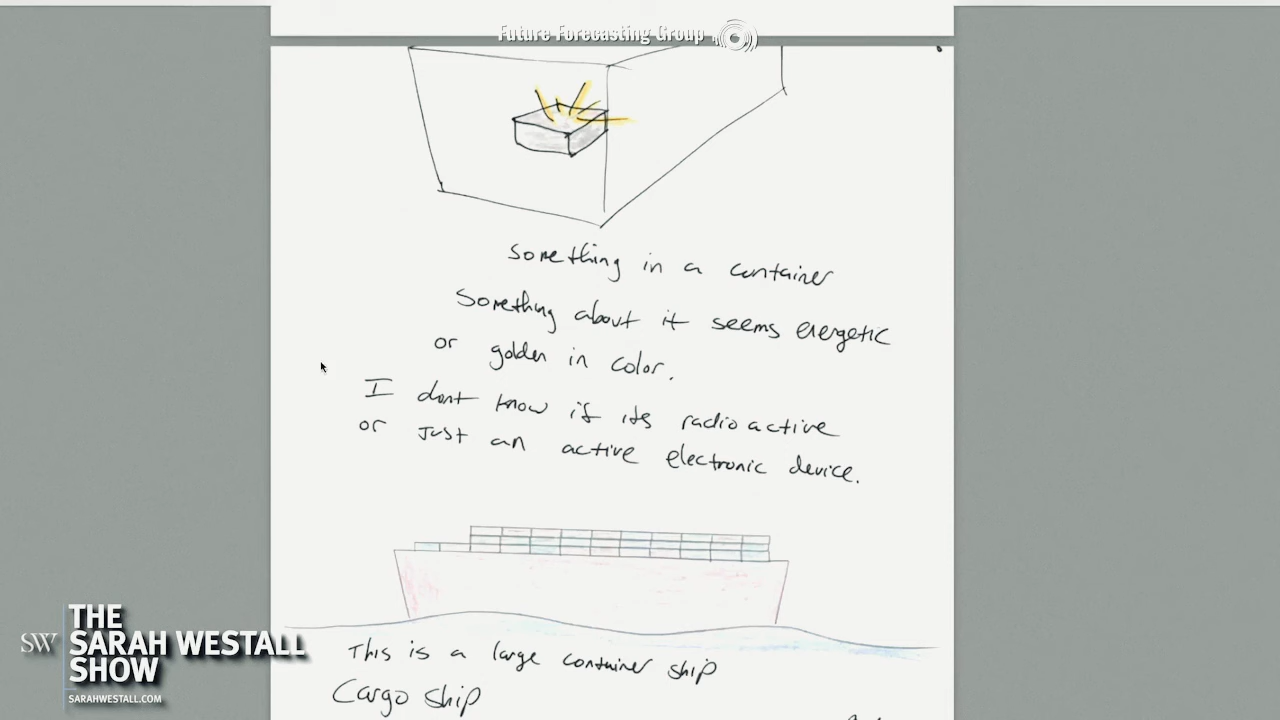 Future Forecasting Group
something in a container
Something about it seems energetic
or golden in color.
I dont know if its radioactive
or just an active electronic device.
This is a large container ship
Cargo ship
SW
THE
SARAH WESTALL
SHOW
SARAHWESTALL.COM